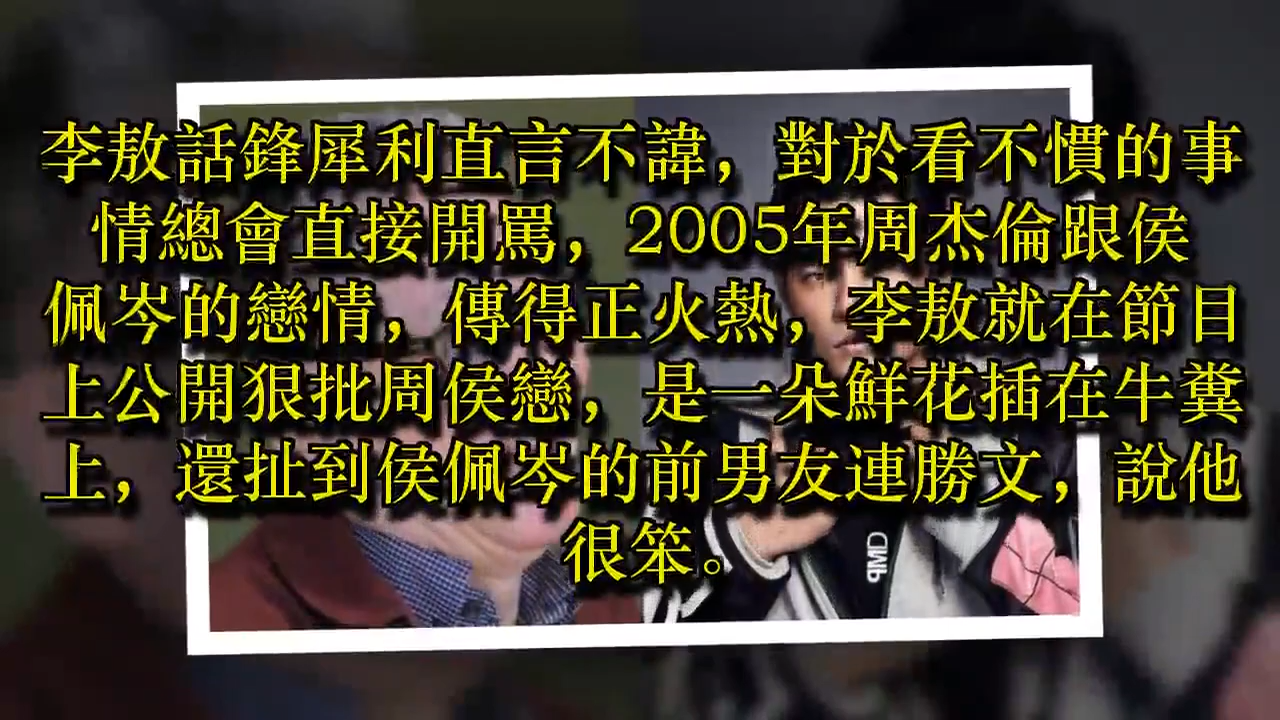 李敖話鋒犀利直言不諱，對於看不慣的事
情總會直接開罵，2005年周杰倫跟侯
佩岑的戀情，傳得正火熱，李敖就在節目
上公開狠批周侯戀，是一朵鮮花插在牛糞
上，還扯到侯佩岑的前男友連勝文，說他
很笨。
PMD